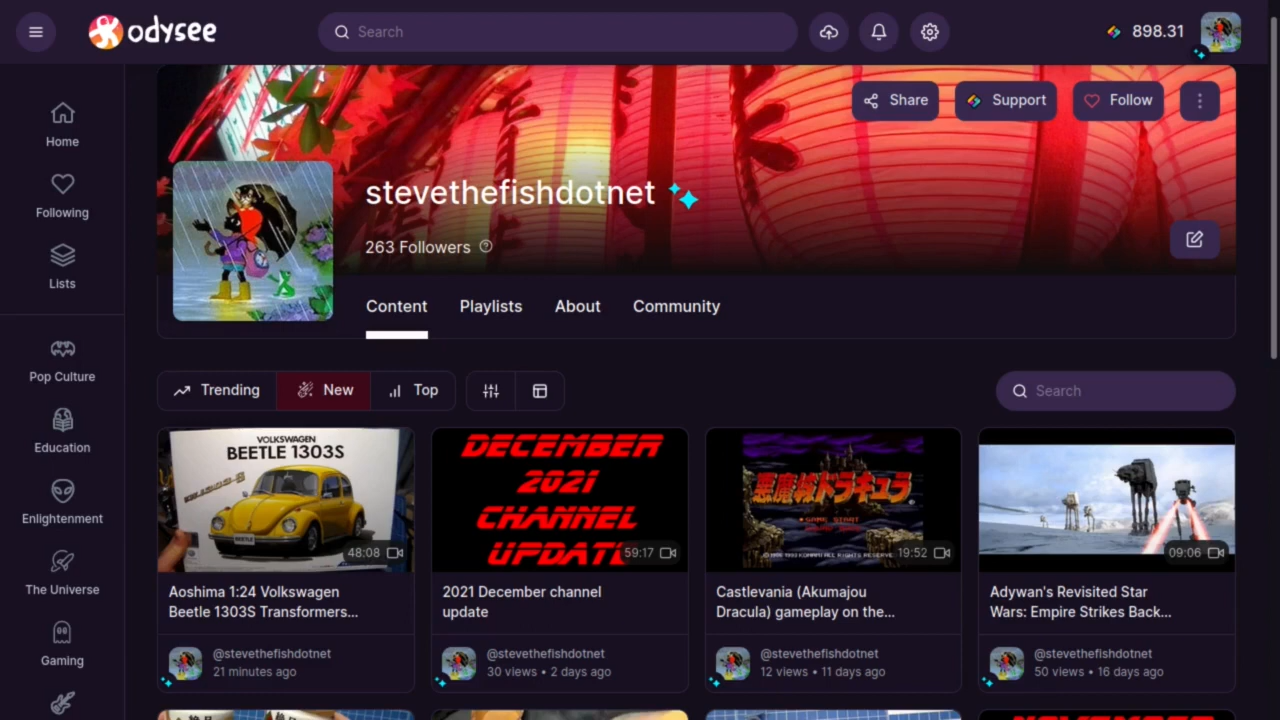 odysee
Search
898.31
Home
Following
Lists
Pop Culture
Education
Enlightenment
The Universe
Gaming
Share
Support
Follow
stevethefishdotnet
263 Followers
Content
Playlists
About
Community
Trending
New
Top
Search
VOLKSWAGEN
BEETLE 1303S
BEETLE
48:08
Aoshima 1:24 Volkswagen
Beetle 1303S Transformers...
@stevethefishdotnet
21 minutes ago
DECEMBER
2021
CHANNEL
UPDATE
59:17
2021 December channel
update
@stevethefishdotnet
30 views • 2 days ago
悪魔城ドラキュラ
GAME START
19:52
Castlevania (Akumajou
Dracula) gameplay on the...
@stevethefishdotnet
12 views • 11 days ago
09:06
Adywan's Revisited Star
Wars: Empire Strikes Back...
@stevethefishdotnet
50 views • 16 days ago